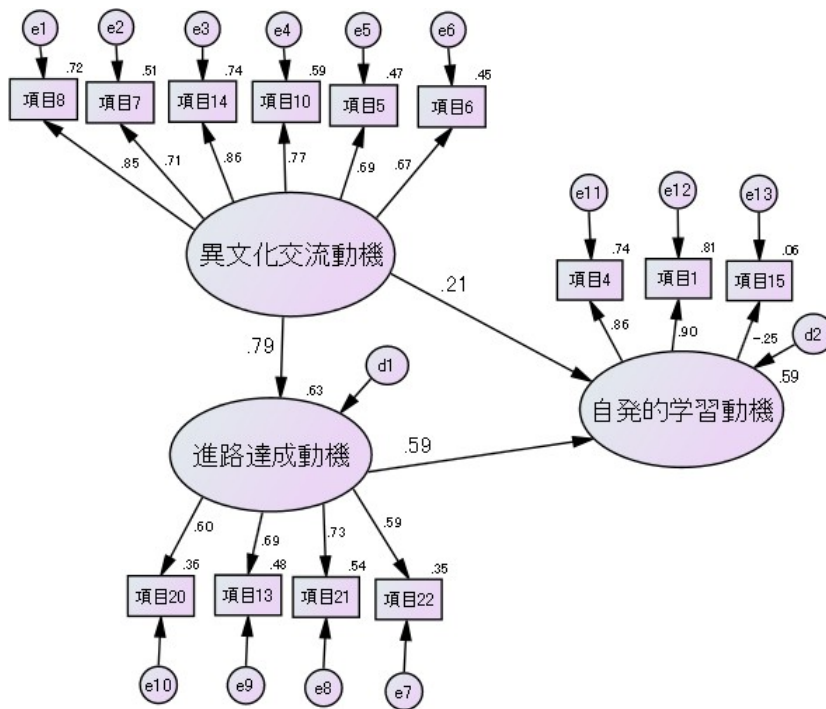 e1
e2
e3
e4
e5
e6
.72
.51
.74
.59
.47
.45
項目8
項目7
項目14
項目10
項目5
項目6
.85
.71
.86
.77
.69
.67
異文化交流動機
e11
e12
e13
.74
.81
.06
項目4
項目1
項目15
.86
.90
-.25
d2
.59
自発的学習動機
.21
.79
d1
.63
進路達成動機
.59
.60
.69
.73
.59
.36
.48
.54
.35
項目20
項目13
項目21
項目22
e10
e9
e8
e7